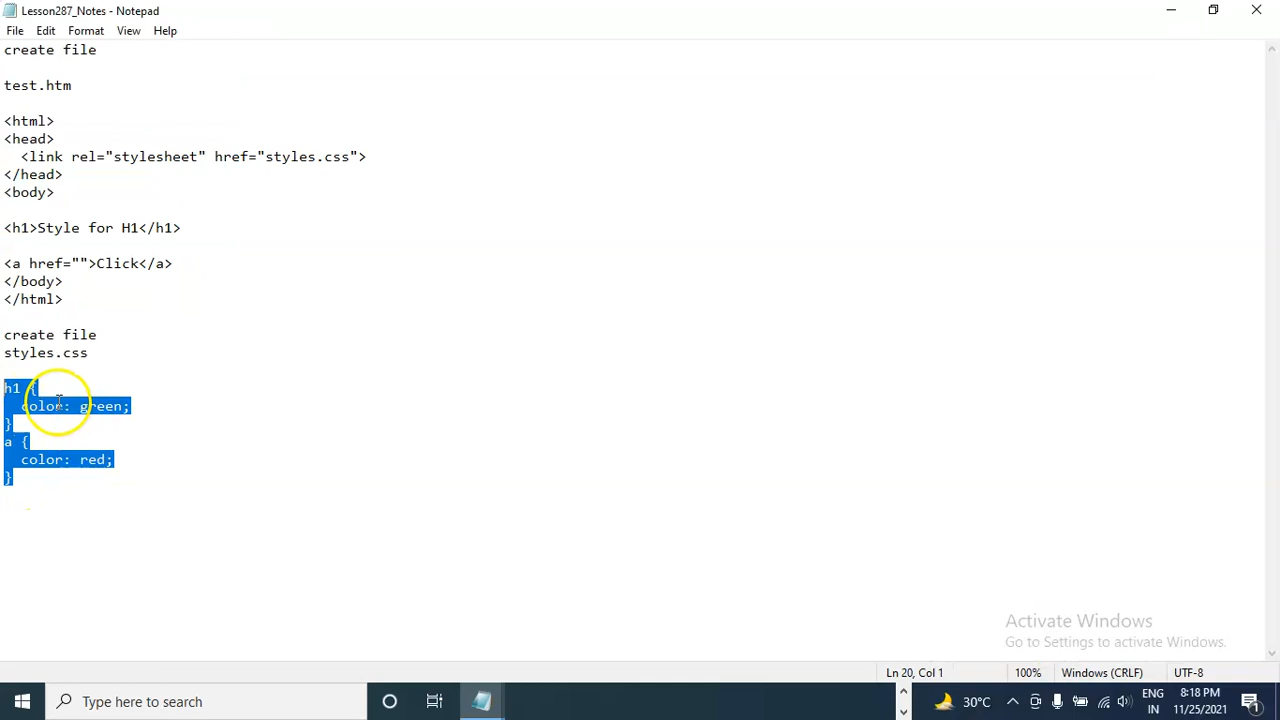 Lesson287_Notes - Notepad
File Edit Format View Help
create file
test.htm
<html>
<head>
  <link rel="stylesheet" href="styles.css">
</head>
<body>
<h1>Style for H1</h1>
<a href="">Click</a>
</body>
</html>
create file
styles.css
h1 {
  color: green;
}
a {
  color: red;
}
Activate Windows
Go to Settings to activate Windows.
Ln 20, Col 1 100% Windows (CRLF) UTF-8
Type here to search 30°C ENG 8:18 PM
IN 11/25/2021 1